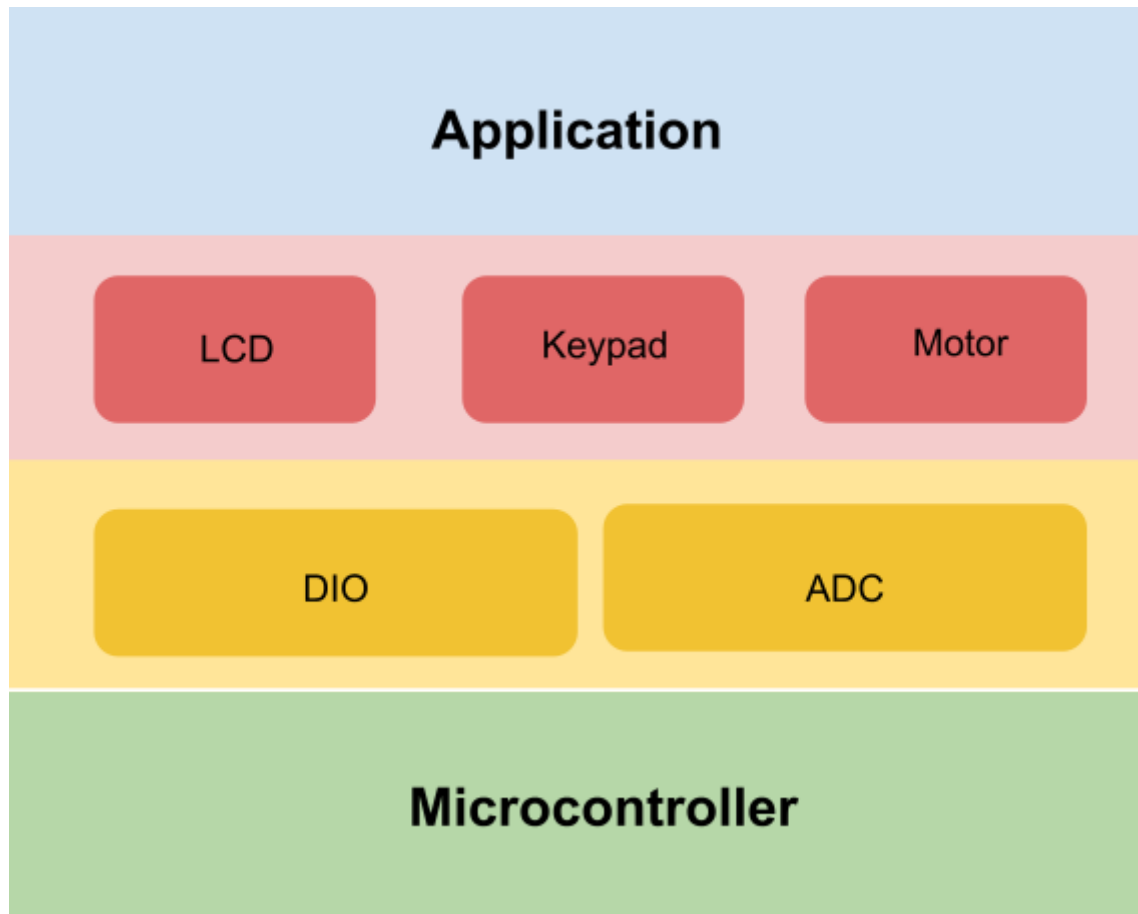 Application
LCD
Keypad
Motor
DIO
ADC
Microcontroller